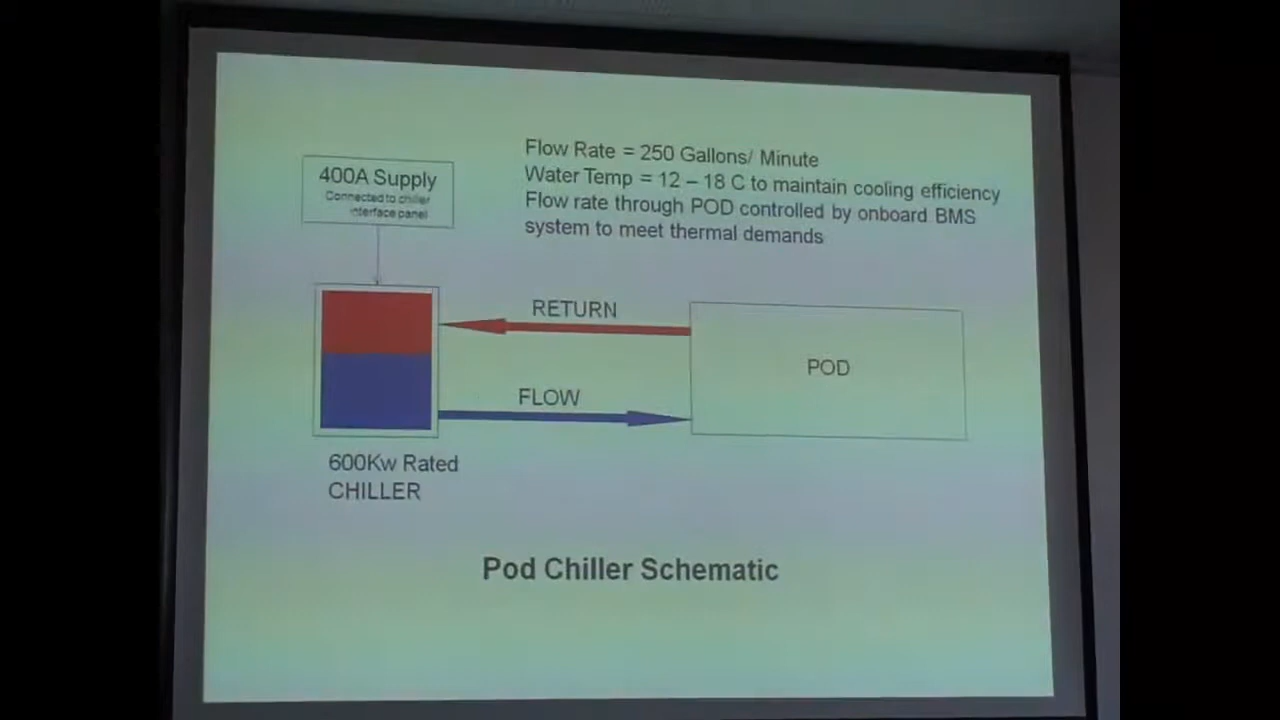 Flow Rate = 250 Gallons/ Minute
Water Temp = 12 – 18 C to maintain cooling efficiency
Flow rate through POD controlled by onboard BMS
system to meet thermal demands
400A Supply
Connected to chiller
interface panel
RETURN
POD
FLOW
600Kw Rated
CHILLER
Pod Chiller Schematic